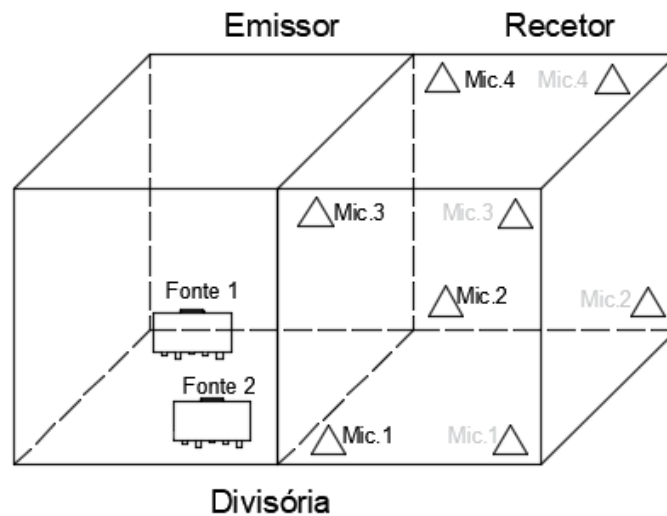 Emissor Recetor
Mic.4 Mic.4
Mic.3 Mic.3
Fonte 1
Mic.2 Mic.2
Fonte 2
Mic.1 Mic.1
Divisória